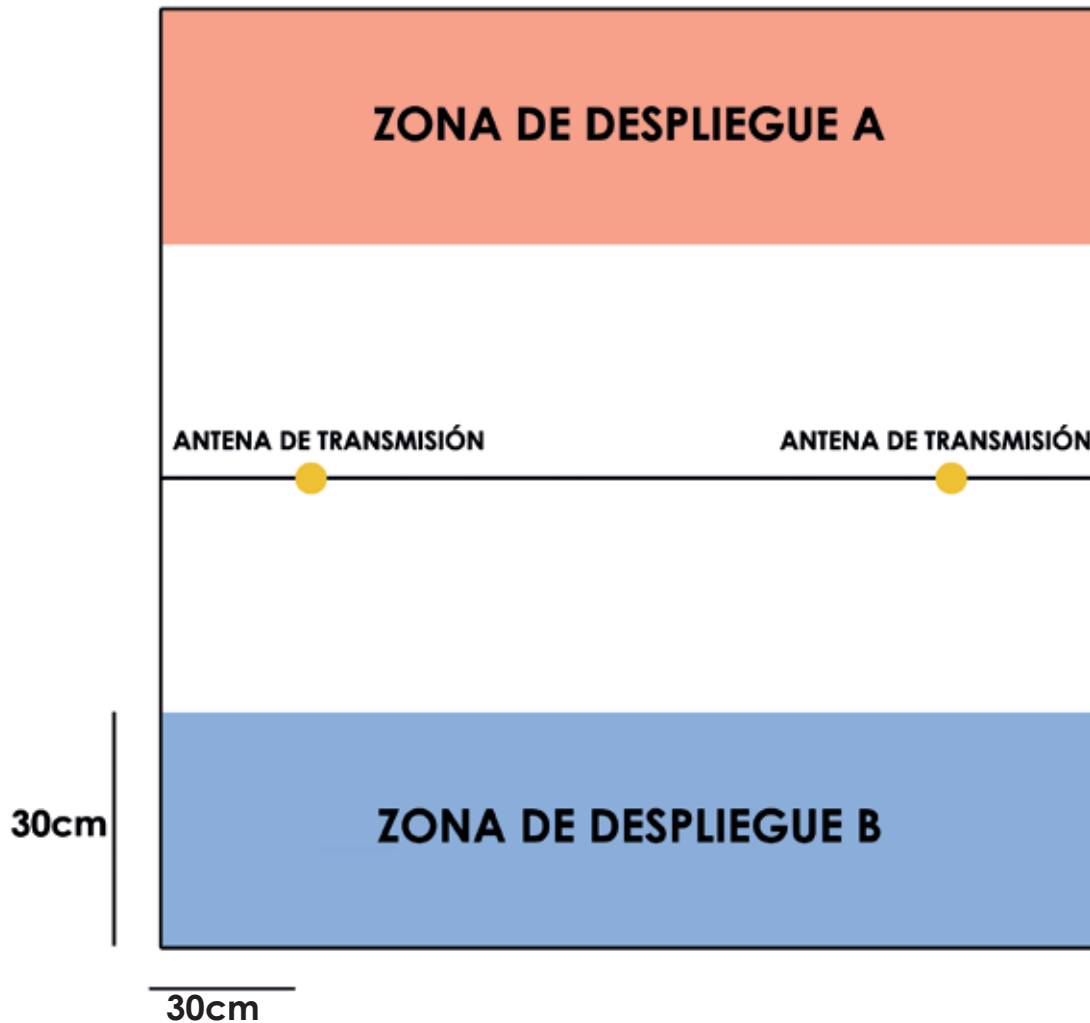 ZONA DE DESPLIEGUE A
ANTENA DE TRANSMISIÓN
ANTENA DE TRANSMISIÓN
30cm
ZONA DE DESPLIEGUE B
30cm